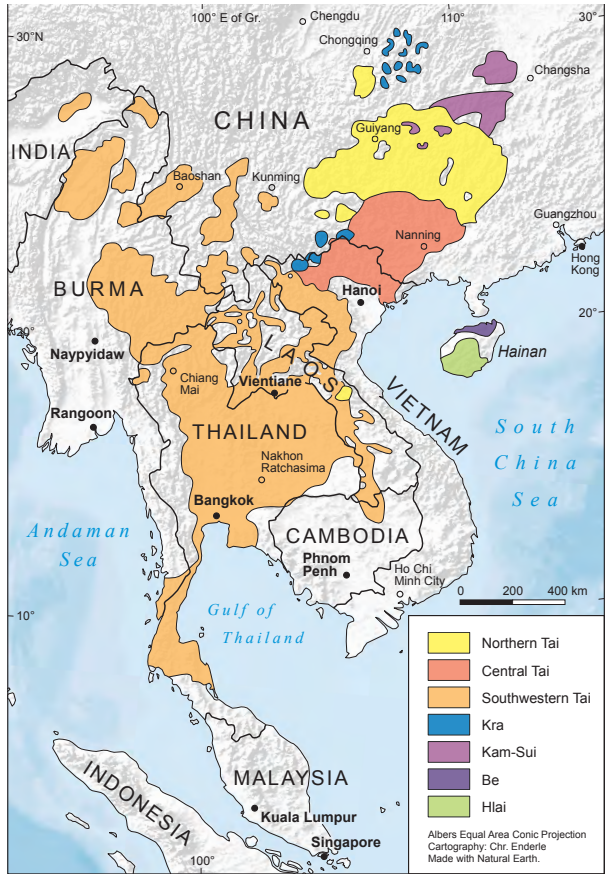 100° E of Gr.
110°
30°
30°N
Chengdu
Chongqing
Changsha
CHINA
Guiyang
INDIA
Baoshan
Kunming
Guangzhou
Nanning
Hong
Kong
BURMA
Hanoi
20°
20°
LAOS
Hainan
Naypyidaw
Chiang
Mai
Vientiane
VIETNAM
Rangoon
THAILAND
South
China
Sea
Nakhon
Ratchasima
Bangkok
CAMBODIA
Andaman
Sea
Phnom
Penh
Ho Chi
Minh City
0 200 400 km
10°
Gulf of
Thailand
Northern Tai
Central Tai
Southwestern Tai
Kra
Kam-Sui
Be
Hlai
INDONESIA
MALAYSIA
Kuala Lumpur
Singapore
100°
Albers Equal Area Conic Projection
Cartography: Chr. Enderle
Made with Natural Earth.